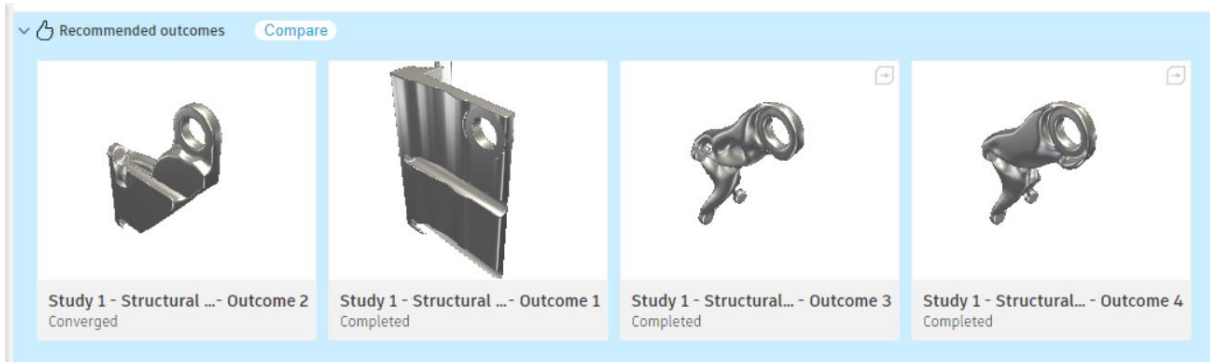 Recommended outcomes Compare
Study 1 - Structural ...- Outcome 2
Converged
Study 1 - Structural ...- Outcome 1
Completed
Study 1 - Structural... - Outcome 3
Completed
Study 1 - Structural... - Outcome 4
Completed